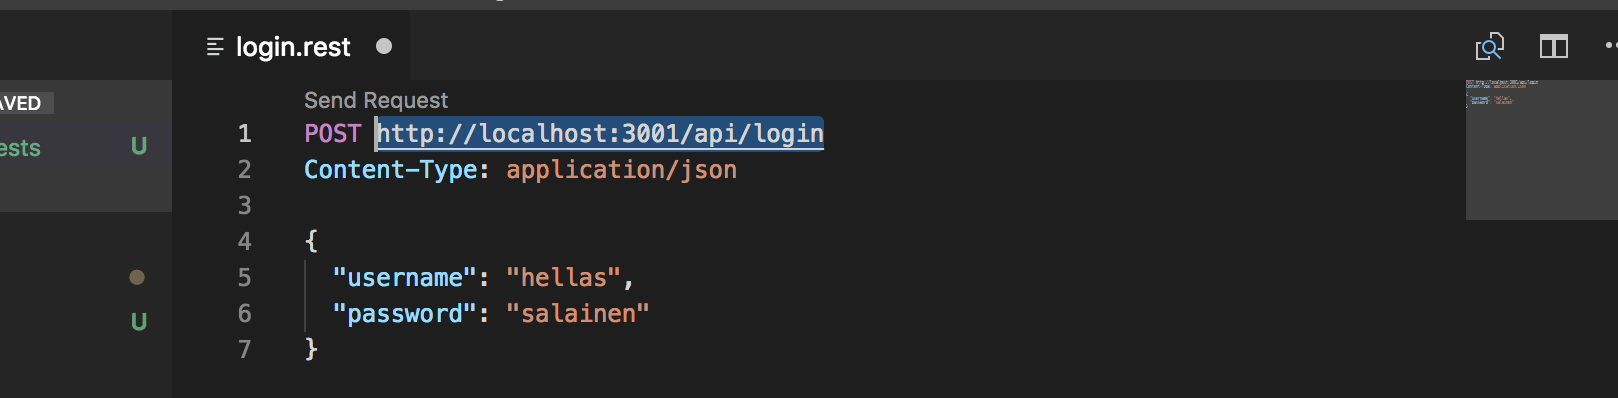 login.rest
AVED
ests U
U
Send Request
1 POST http://localhost:3001/api/login
2 Content-Type: application/json
3
4 {
5 "username": "hellas",
6 "password": "salainen"
7 }